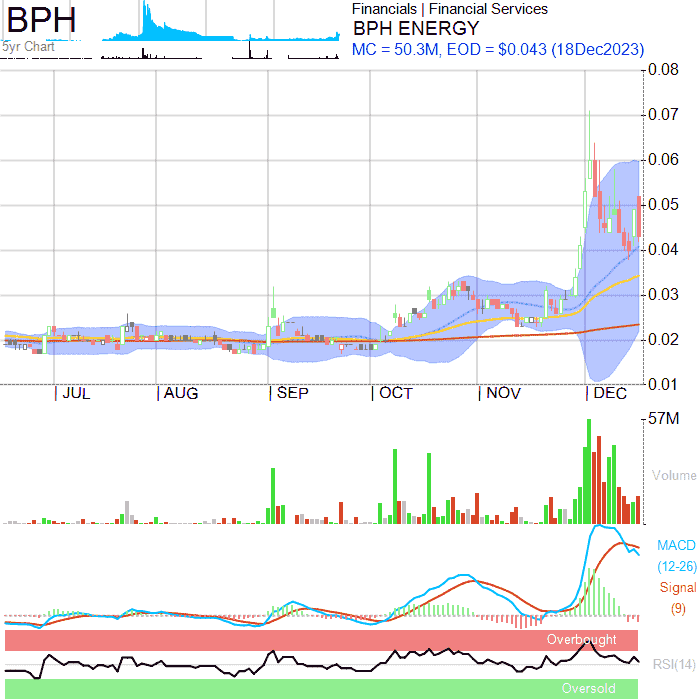 BPH
5yr Chart
Financials | Financial Services
BPH ENERGY
MC = 50.3M, EOD = $0.043 (18Dec2023)
0.08
0.07
0.06
0.05
0.04
0.03
0.02
0.01
JUL AUG SEP OCT NOV DEC
57M
Volume
MACD
(12-26)
Signal
(9)
Overbought
RSI(14)
Oversold